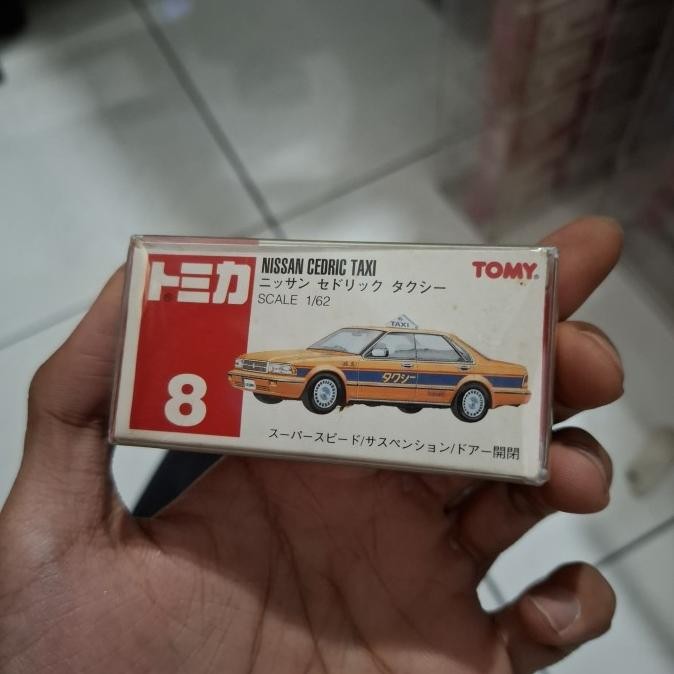 トミカ
NISSAN CEDRIC TAXI
ニッサン セドリック タクシー
SCALE 1/62
TOMY
8
TAXI
タクシー
スーパースピード/サスペンション/ドアー開閉